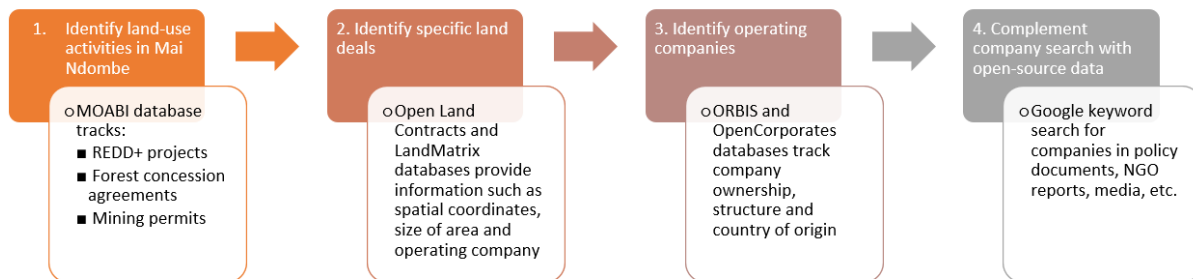 1. Identify land-use
activities in Mai
Ndombe
○MOABI database
tracks:
■ REDD+ projects
■ Forest concession
agreements
■ Mining permits
2. Identify specific land
deals
○Open Land
Contracts and
LandMatrix
databases provide
information such as
spatial coordinates,
size of area and
operating company
3. Identify operating
companies
○ORBIS and
OpenCorporates
databases track
company
ownership,
structure and
country of origin
4. Complement
company search with
open-source data
○Google keyword
search for
companies in policy
documents, NGO
reports, media, etc.